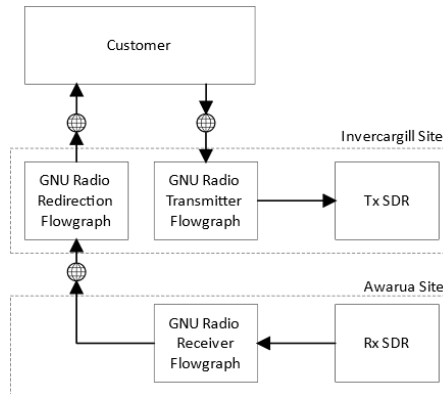 Customer
Invercargill Site
GNU Radio
Redirection
Flowgraph
GNU Radio
Transmitter
Flowgraph
Tx SDR
Awarua Site
GNU Radio
Receiver
Flowgraph
Rx SDR